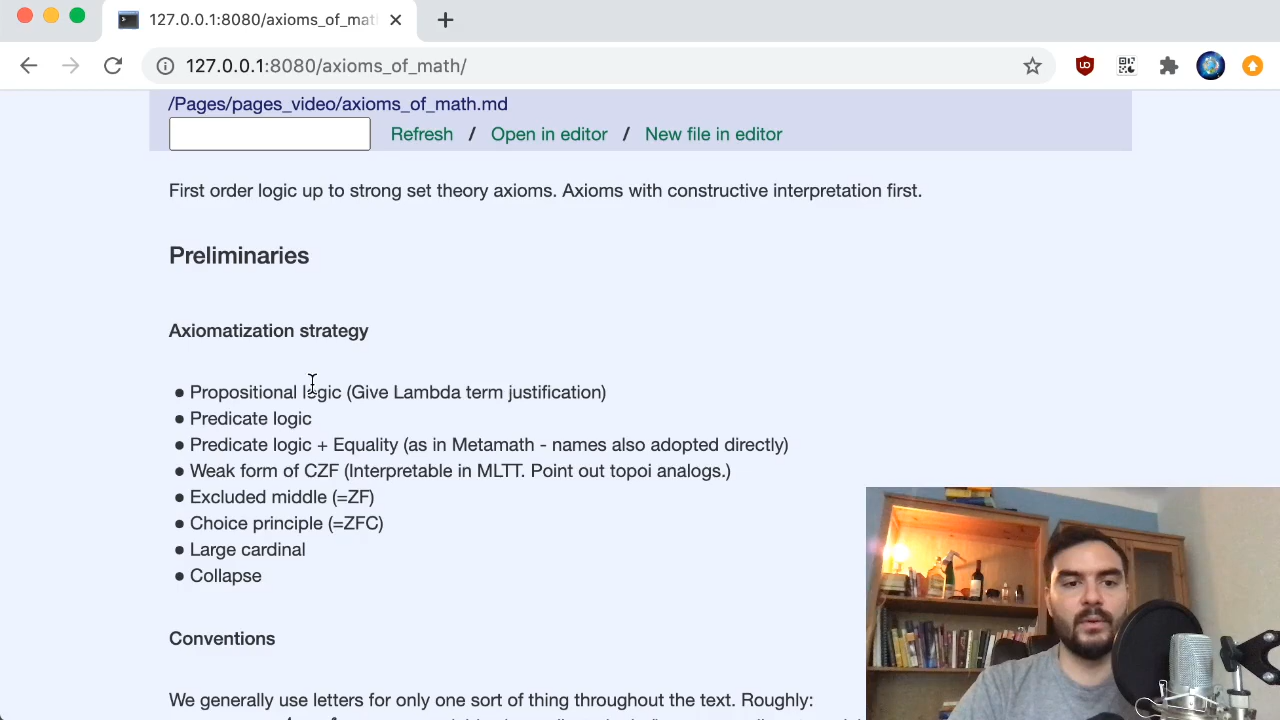 127.0.0.1:8080/axioms_of_mat
127.0.0.1:8080/axioms_of_math/
/Pages/pages_video/axioms_of_math.md
Refresh / Open in editor / New file in editor
First order logic up to strong set theory axioms. Axioms with constructive interpretation first.
Preliminaries
Axiomatization strategy
● Propositional logic (Give Lambda term justification)
● Predicate logic
● Predicate logic + Equality (as in Metamath - names also adopted directly)
● Weak form of CZF (Interpretable in MLTT. Point out topoi analogs.)
● Excluded middle (=ZF)
● Choice principle (=ZFC)
● Large cardinal
● Collapse
Conventions
We generally use letters for only one sort of thing throughout the text. Roughly: